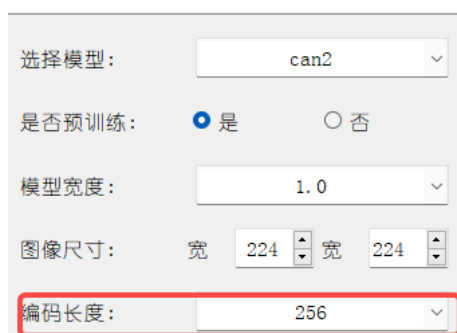 选择模型: can2
是否预训练: 是 否
模型宽度: 1.0
图像尺寸: 宽 224 宽 224
编码长度: 256